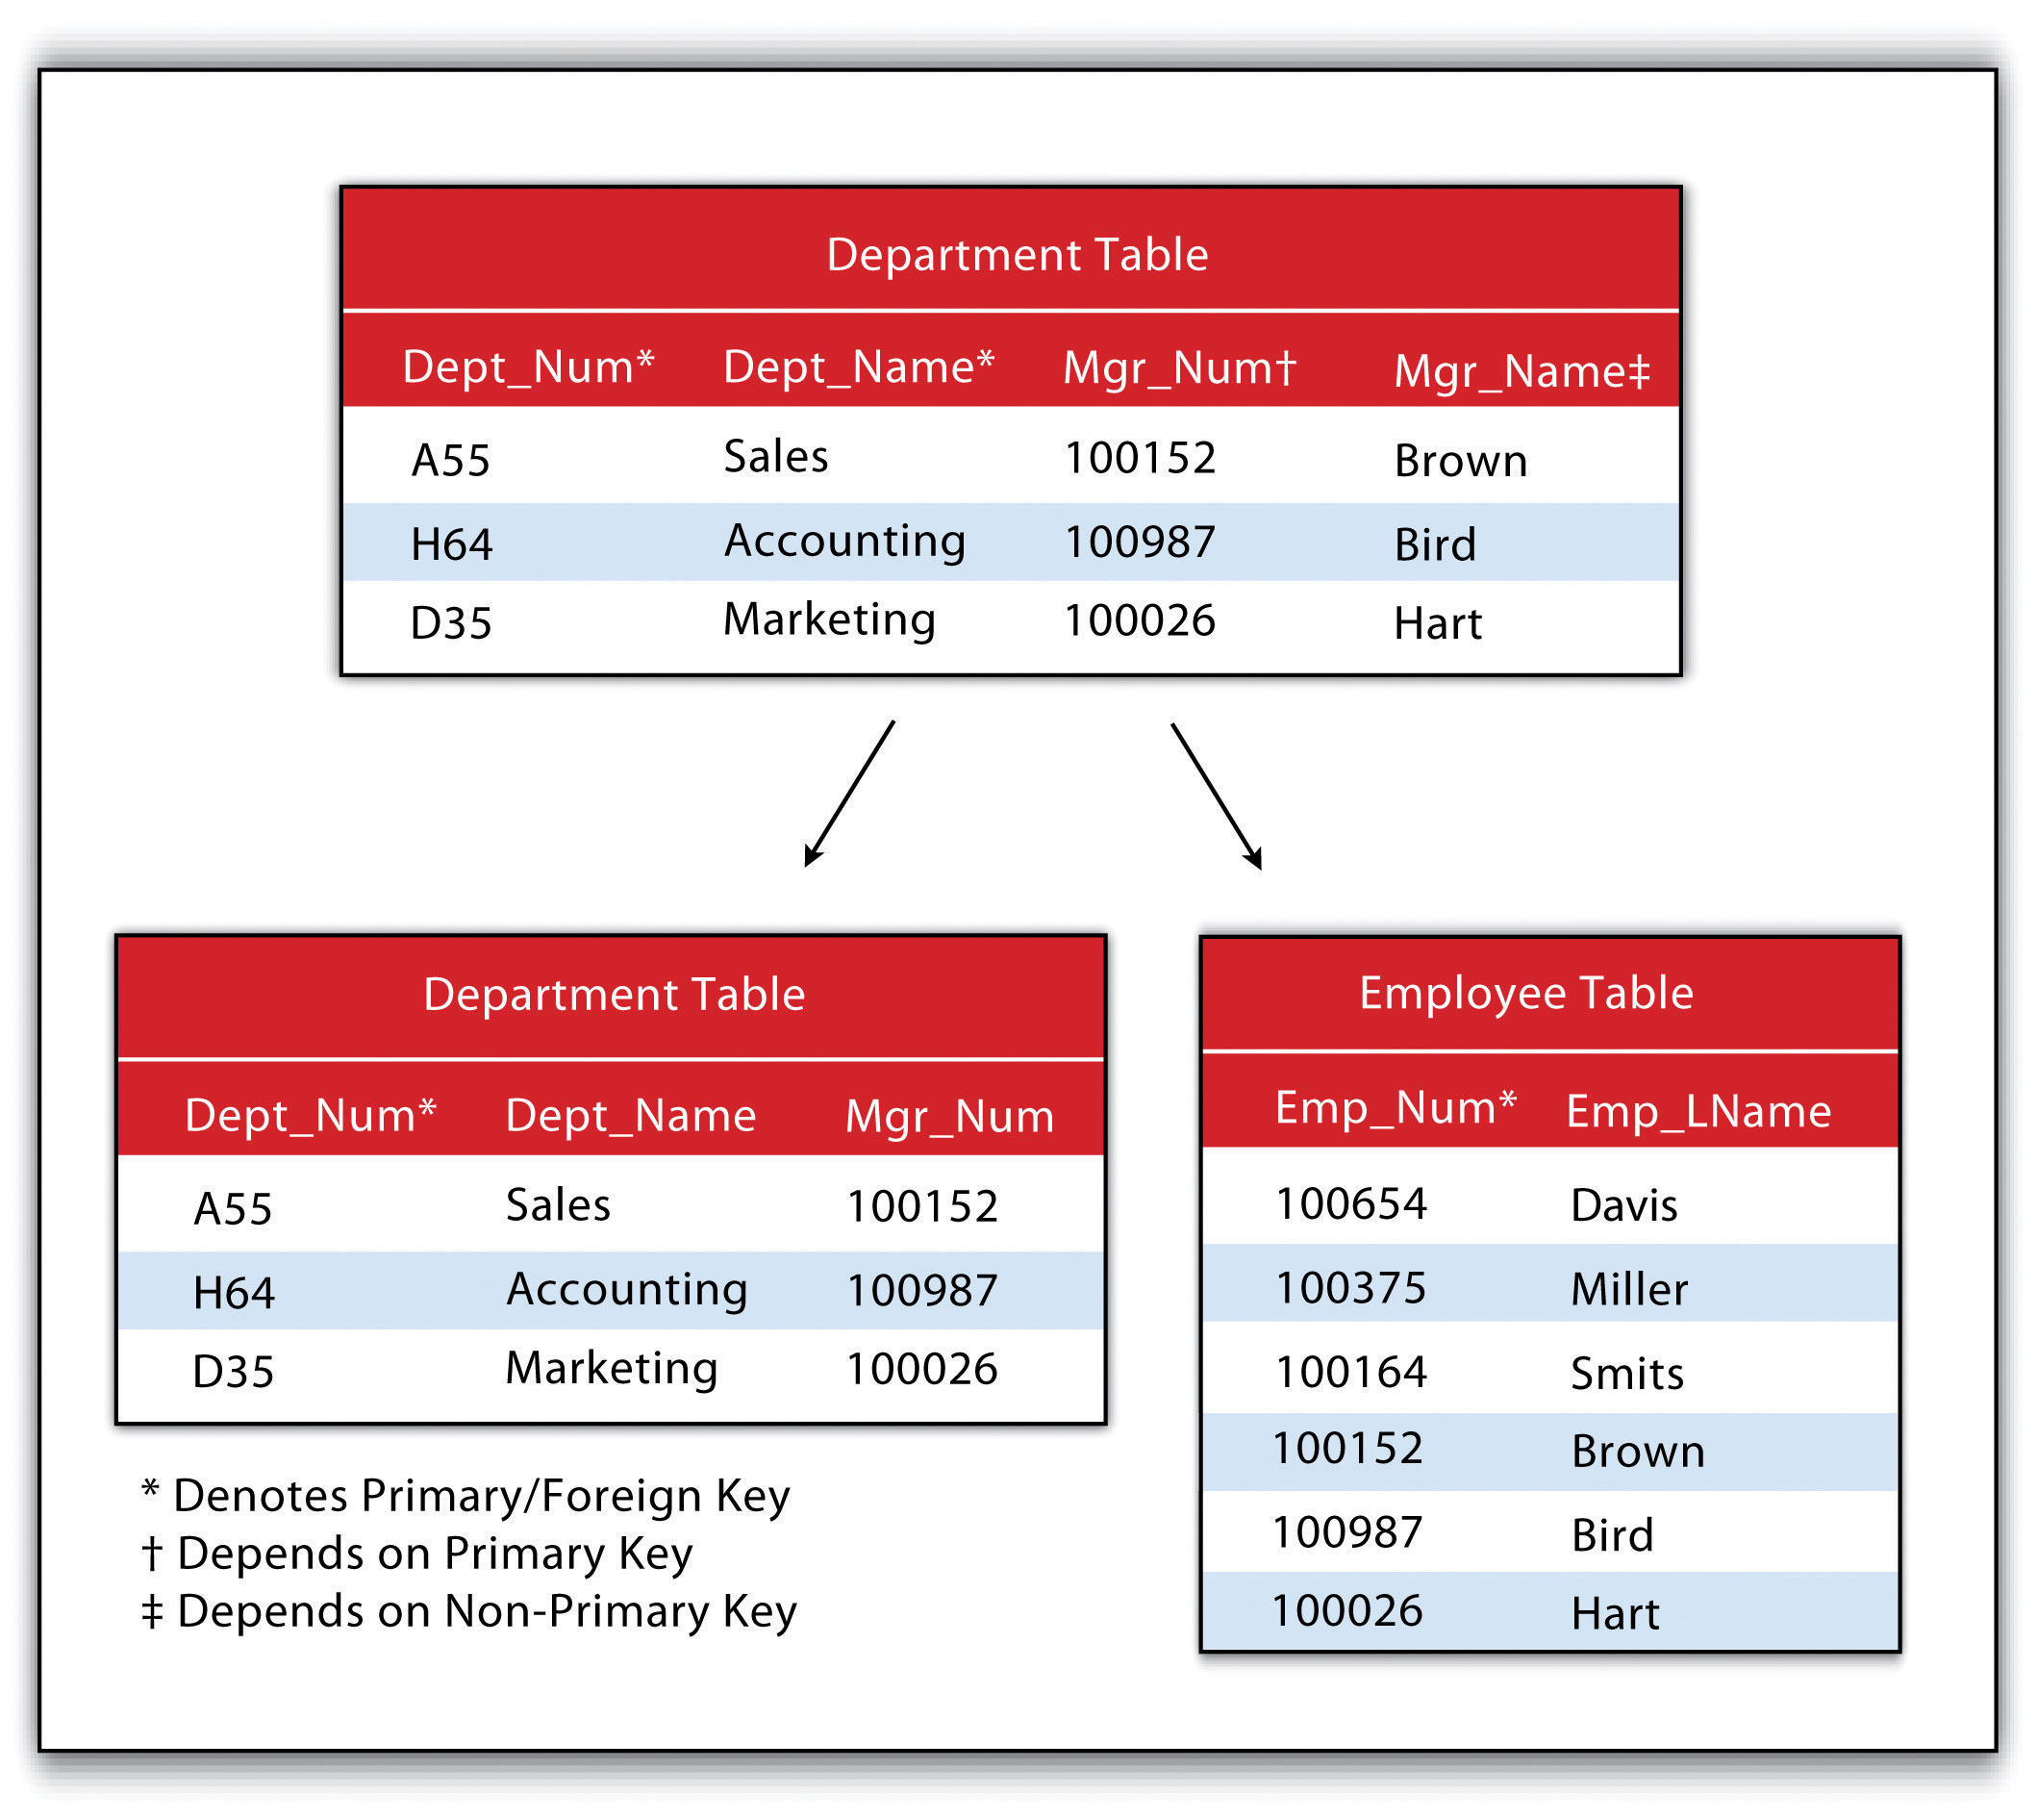 Department Table
Dept_Num* Dept_Name* Mgr_Num† Mgr_Name‡
A55 Sales 100152 Brown
H64 Accounting 100987 Bird
D35 Marketing 100026 Hart
Department Table
Dept_Num* Dept_Name Mgr_Num
A55 Sales 100152
H64 Accounting 100987
D35 Marketing 100026
* Denotes Primary/Foreign Key
† Depends on Primary Key
‡ Depends on Non-Primary Key
Employee Table
Emp_Num* Emp_LName
100654 Davis
100375 Miller
100164 Smits
100152 Brown
100987 Bird
100026 Hart